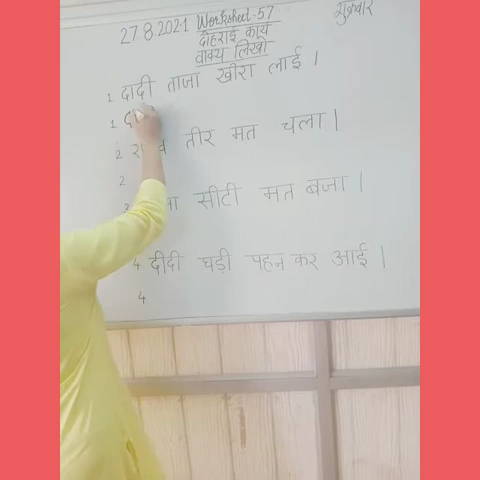 27.8.2021 Worksheet-57 शुक्रवार
दोहराई कार्य
वाक्य लिखो
1 दादी ताजा खीरा लाई ।
1
2 तीर मत चला ।
2
सीटी मत बजा ।
4 दीदी घड़ी पहन कर आई ।
4